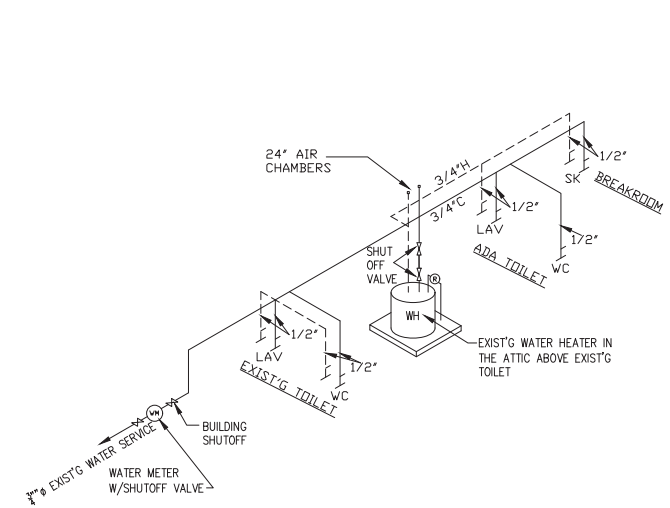 24" AIR
CHAMBERS
3/4"H
3/4"C
1/2"
SK
BREAKROOM
1/2"
LAV
ADA TOILET
1/2"
WC
SHUT
OFF
VALVE
R
WH
EXIST'G WATER HEATER IN
THE ATTIC ABOVE EXIST'G
TOILET
1/2"
LAV
1/2"
WC
EXIST'G TOILET
WM
BUILDING
SHUTOFF
3/4"ø EXIST'G WATER SERVICE
WATER METER
W/SHUTOFF VALVE